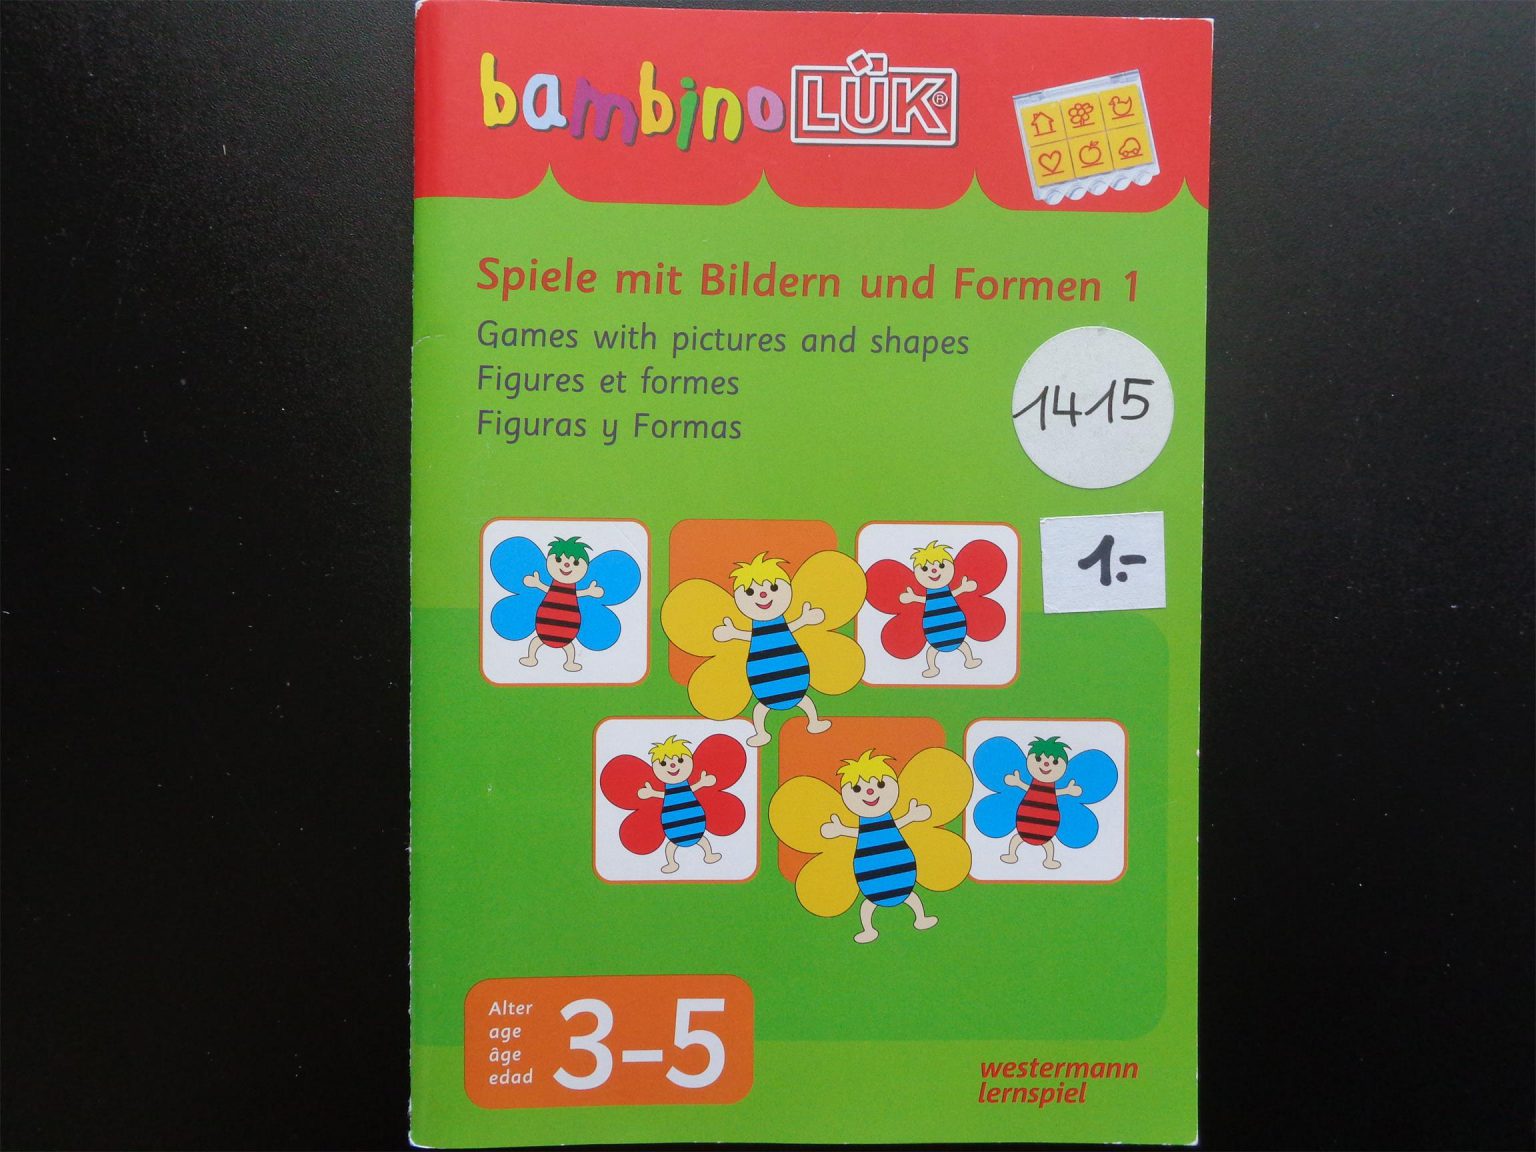 bambino LÜK®
Spiele mit Bildern und Formen 1
Games with pictures and shapes
Figures et formes
Figuras y Formas
1415
1.-
Alter
age
âge
edad
3–5
westermann
lernspiel